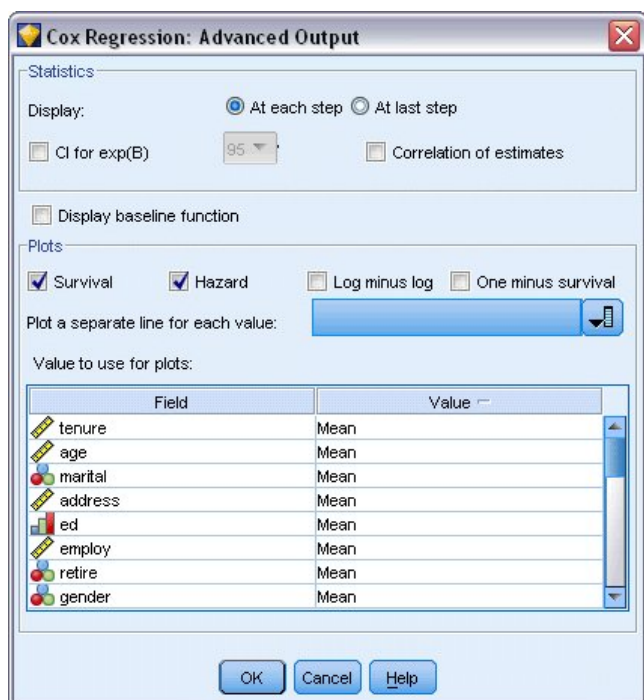 Cox Regression: Advanced Output
Statistics
Display: At each step At last step
CI for exp(B) 95 Correlation of estimates
Display baseline function
Plots
Survival Hazard Log minus log One minus survival
Plot a separate line for each value:
Value to use for plots:
Field Value
tenure Mean
age Mean
marital Mean
address Mean
ed Mean
employ Mean
retire Mean
gender Mean
OK Cancel Help